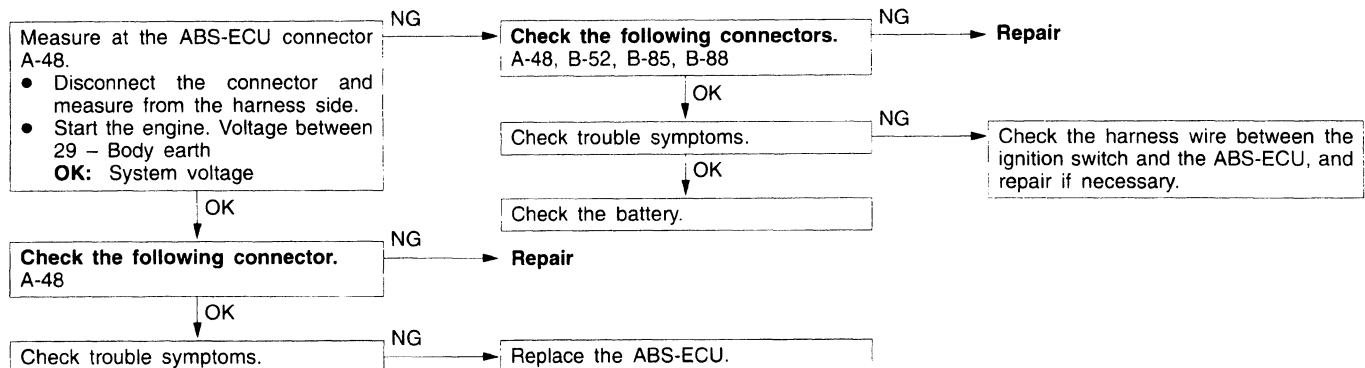 Measure at the ABS-ECU connector
A-48.
● Disconnect the connector and
measure from the harness side.
● Start the engine. Voltage between
29 – Body earth
OK: System voltage
NG
Check the following connectors.
A-48, B-52, B-85, B-88
NG
Repair
OK
Check trouble symptoms.
NG
Check the harness wire between the
ignition switch and the ABS-ECU, and
repair if necessary.
OK
Check the battery.
OK
Check the following connector.
A-48
NG
Repair
OK
Check trouble symptoms.
NG
Replace the ABS-ECU.